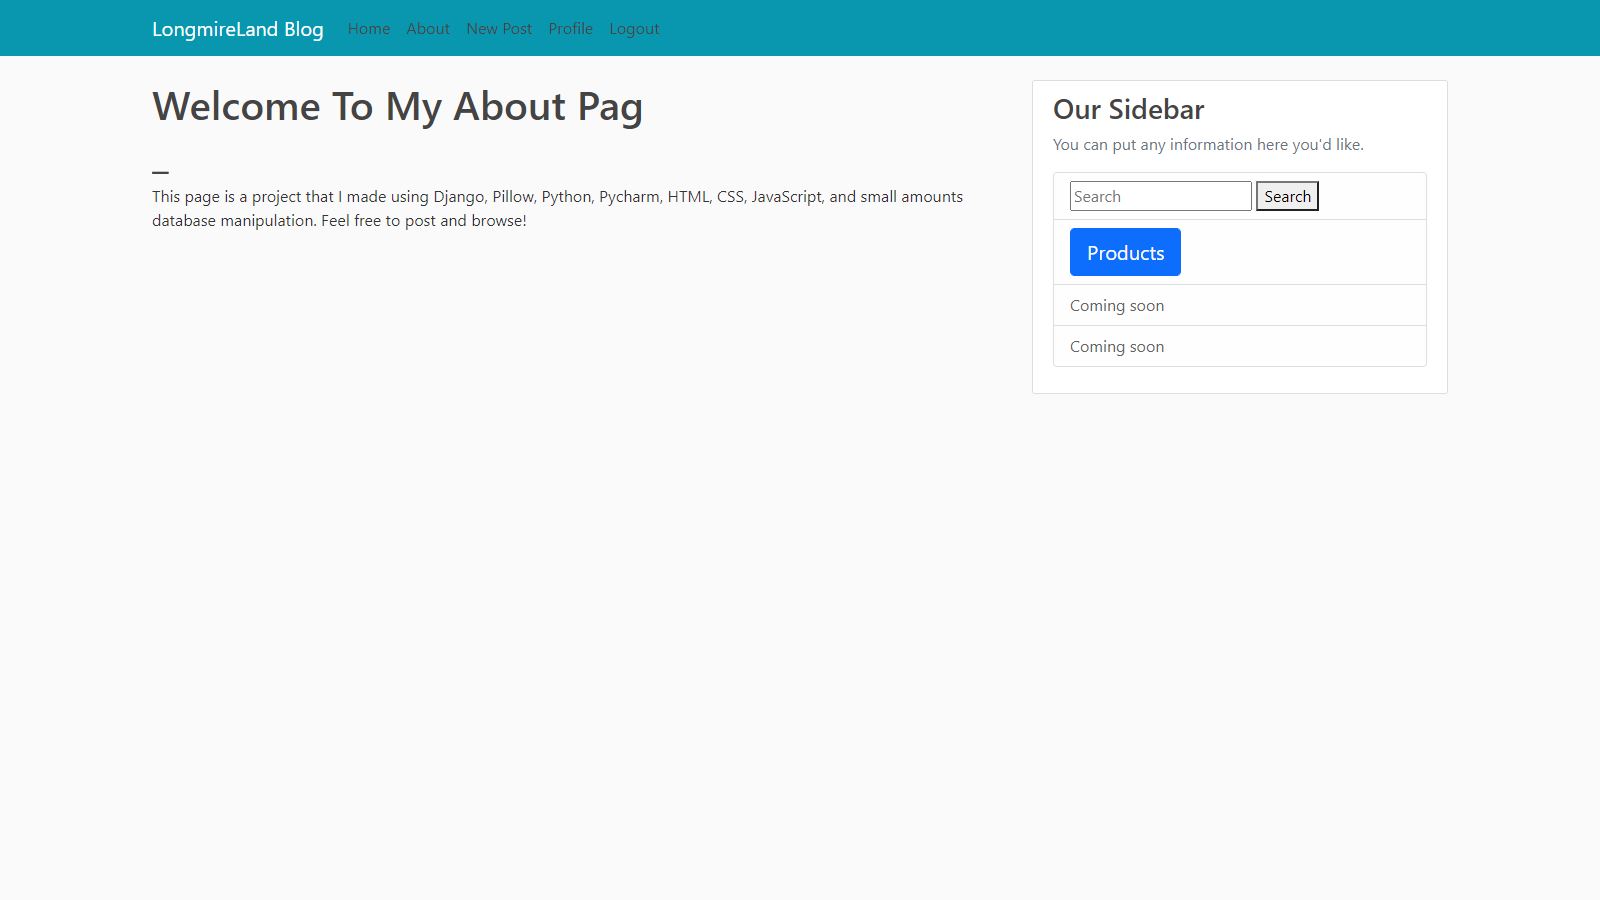 LongmireLand Blog Home About New Post Profile Logout
Welcome To My About Pag
_
This page is a project that I made using Django, Pillow, Python, Pycharm, HTML, CSS, JavaScript, and small amounts
database manipulation. Feel free to post and browse!
Our Sidebar
You can put any information here you'd like.
Search Search
Products
Coming soon
Coming soon